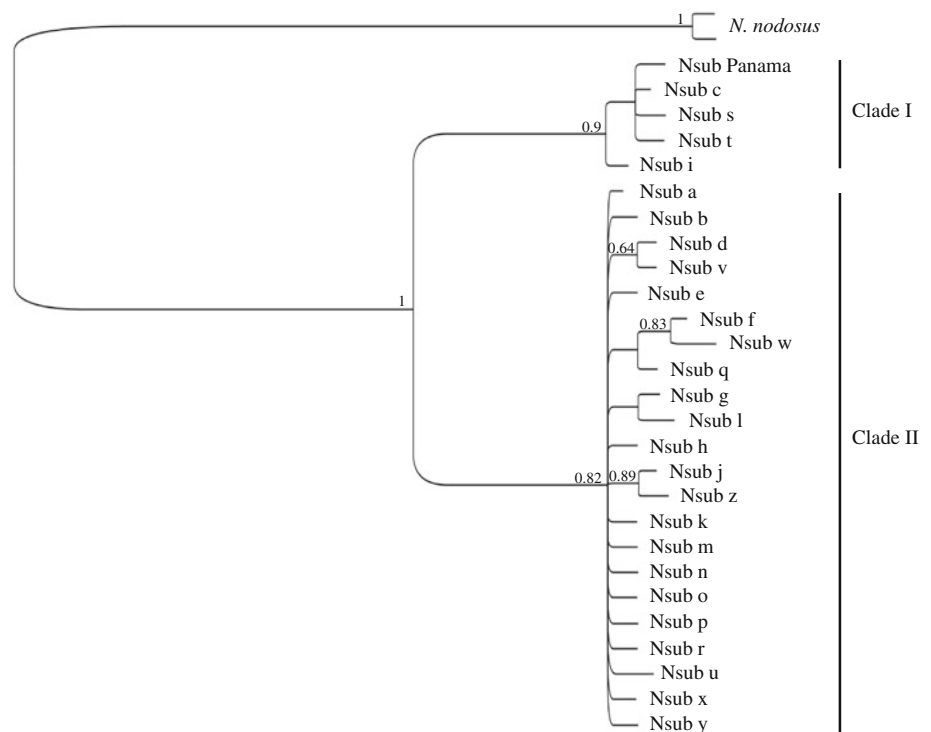 1
N. nodosus
Nsub Panama
Nsub c
Clade I
Nsub s
0.9
Nsub t
Nsub i
Nsub a
Nsub b
Nsub d
0.64
Nsub v
Nsub e
1
Nsub f
0.83
Nsub w
Nsub q
Nsub g
Nsub l
Clade II
Nsub h
Nsub j
0.82
0.89
Nsub z
Nsub k
Nsub m
Nsub n
Nsub o
Nsub p
Nsub r
Nsub u
Nsub x
Nsub y